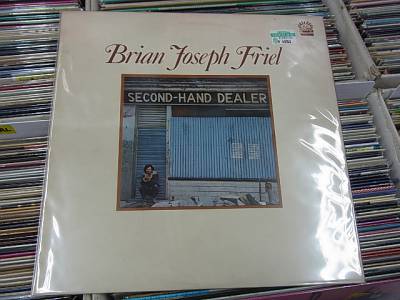 Brian Joseph Friel
SECOND-HAND DEALER